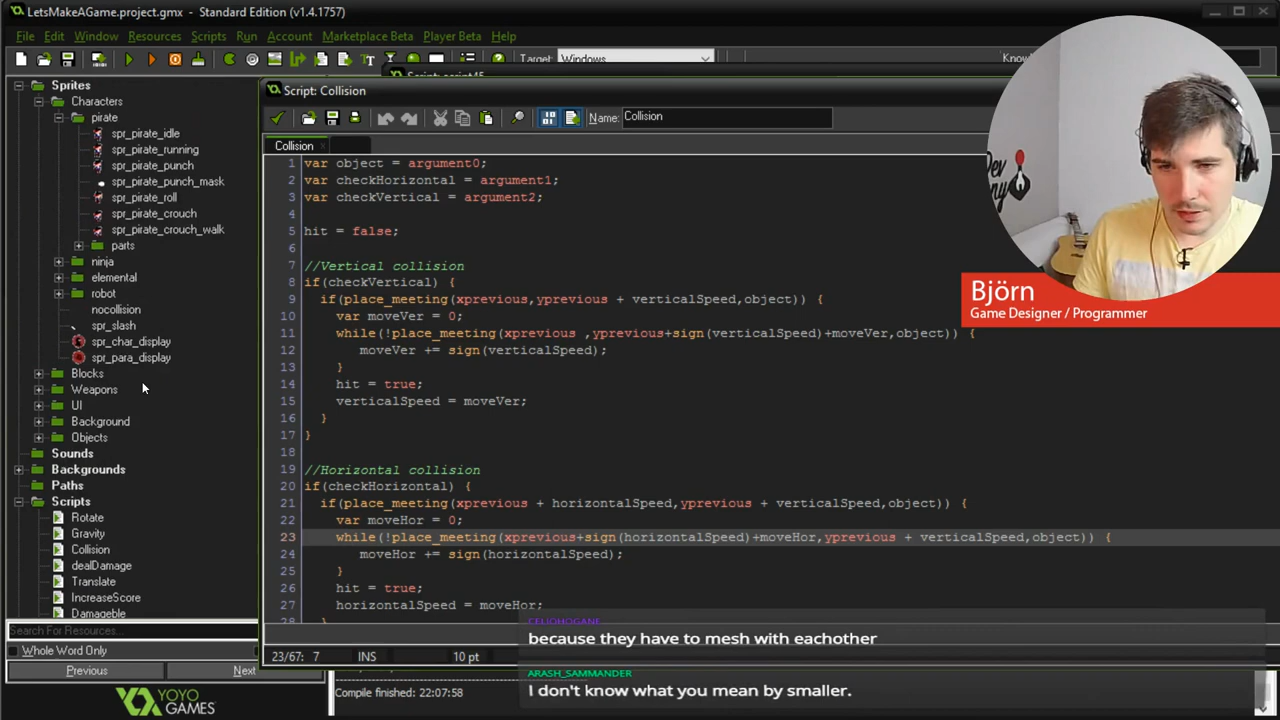 LetsMakeAGame.project.gmx - Standard Edition (v1.4.1757)
File Edit Window Resources Scripts Run Account Marketplace Beta Player Beta Help
Target: Windows
Script: Collision
Name: Collision
Collision
Sprites
Characters
pirate
spr_pirate_idle
spr_pirate_running
spr_pirate_punch
spr_pirate_punch_mask
spr_pirate_roll
spr_pirate_crouch
spr_pirate_crouch_walk
parts
ninja
elemental
robot
nocollision
spr_slash
spr_char_display
spr_para_display
Blocks
Weapons
UI
Background
Objects
Sounds
Backgrounds
Paths
Scripts
Rotate
Gravity
Collision
dealDamage
Translate
IncreaseScore
Damageble
Search For Resources...
Whole Word Only
Previous Next
YOYO
GAMES™
1 var object = argument0;
2 var checkHorizontal = argument1;
3 var checkVertical = argument2;
4
5 hit = false;
6
7 //Vertical collision
8 if(checkVertical) {
9 if(place_meeting(xprevious,yprevious + verticalSpeed,object)) {
10 var moveVer = 0;
11 while(!place_meeting(xprevious ,yprevious+sign(verticalSpeed)+moveVer,object)) {
12 moveVer += sign(verticalSpeed);
13 }
14 hit = true;
15 verticalSpeed = moveVer;
16 }
17 }
18
19 //Horizontal collision
20 if(checkHorizontal) {
21 if(place_meeting(xprevious + horizontalSpeed,yprevious + verticalSpeed,object)) {
22 var moveHor = 0;
23 while(!place_meeting(xprevious+sign(horizontalSpeed)+moveHor,yprevious + verticalSpeed,object)) {
24 moveHor += sign(horizontalSpeed);
25 }
26 hit = true;
27 horizontalSpeed = moveHor;
28 }
23/67: 7 INS 10 pt
Compile finished: 22:07:58
Björn
Game Designer / Programmer
because they have to mesh with eachother
ARASH_SAMMANDER
I don't know what you mean by smaller.